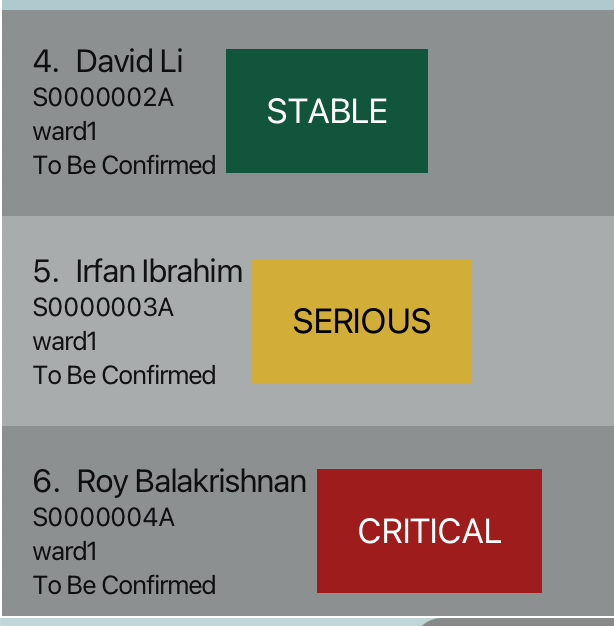 4. David Li
S0000002A
ward1
To Be Confirmed
STABLE
5. Irfan Ibrahim
S0000003A
ward1
To Be Confirmed
SERIOUS
6. Roy Balakrishnan
S0000004A
ward1
To Be Confirmed
CRITICAL